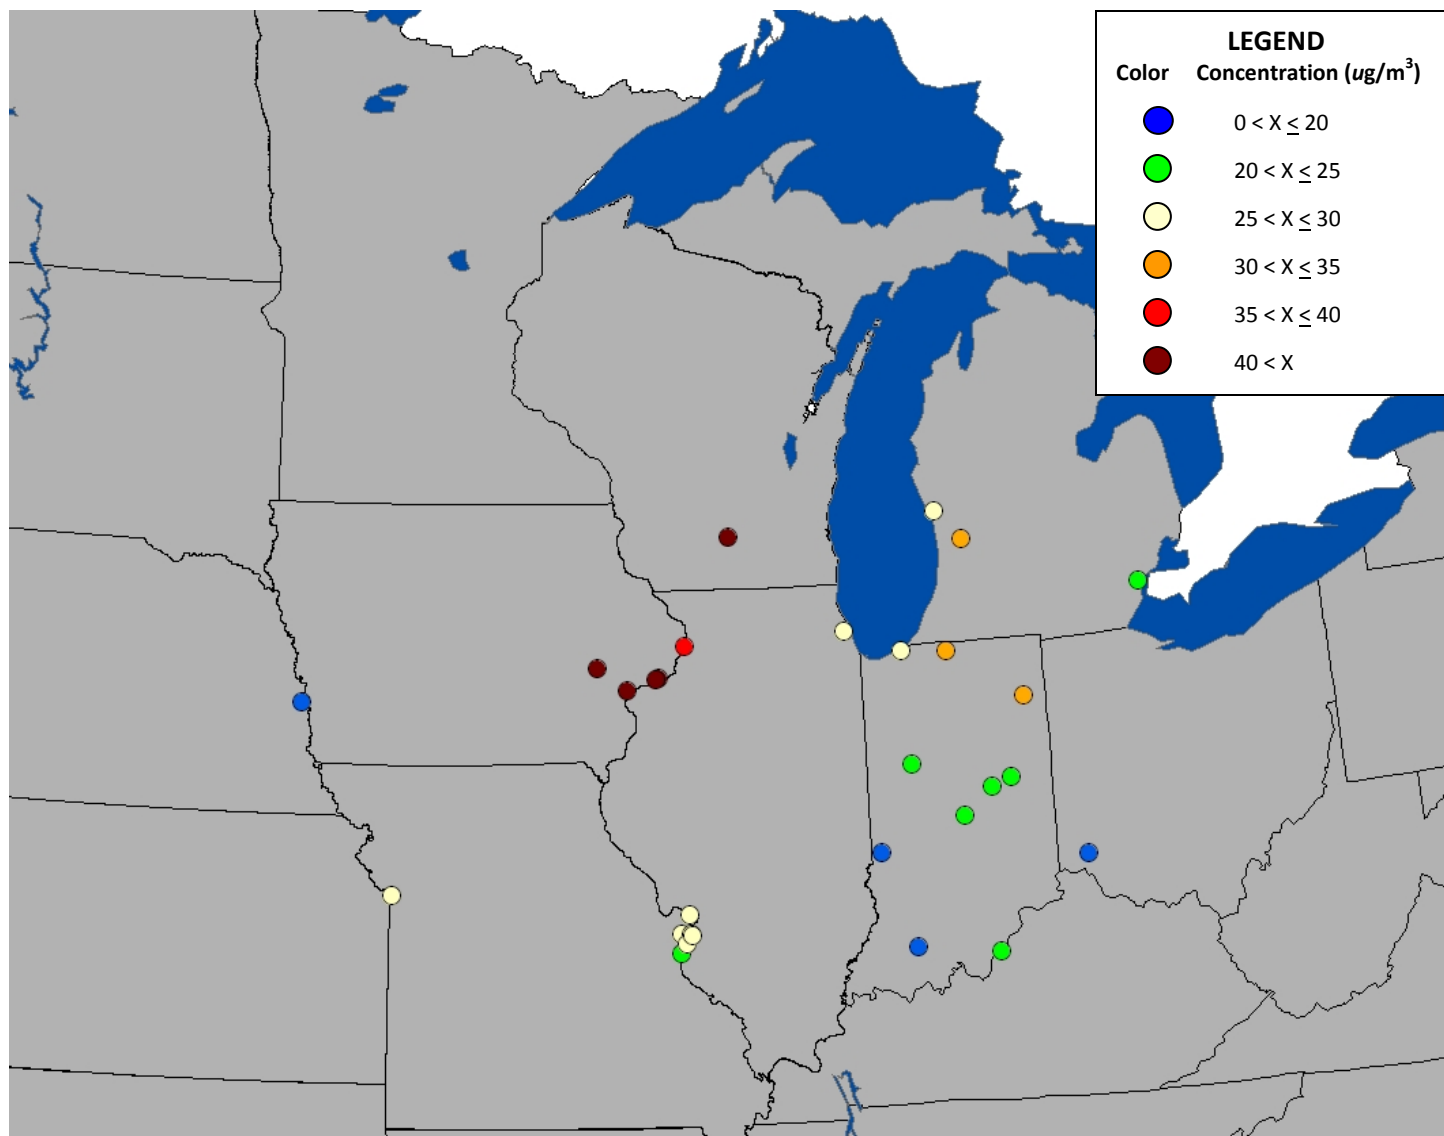 LEGEND
Color Concentration (ug/m³)
0 < X ≤ 20
20 < X ≤ 25
25 < X ≤ 30
30 < X ≤ 35
35 < X ≤ 40
40 < X